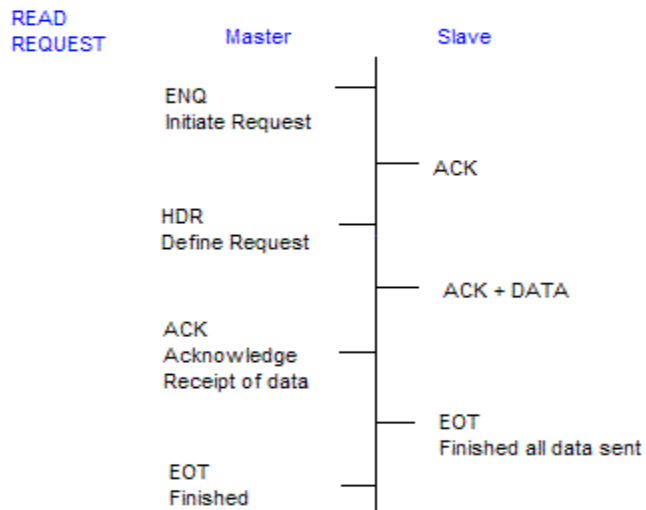 READ
REQUEST
Master
Slave
ENQ
Initiate Request
ACK
HDR
Define Request
ACK + DATA
ACK
Acknowledge
Receipt of data
EOT
Finished all data sent
EOT
Finished